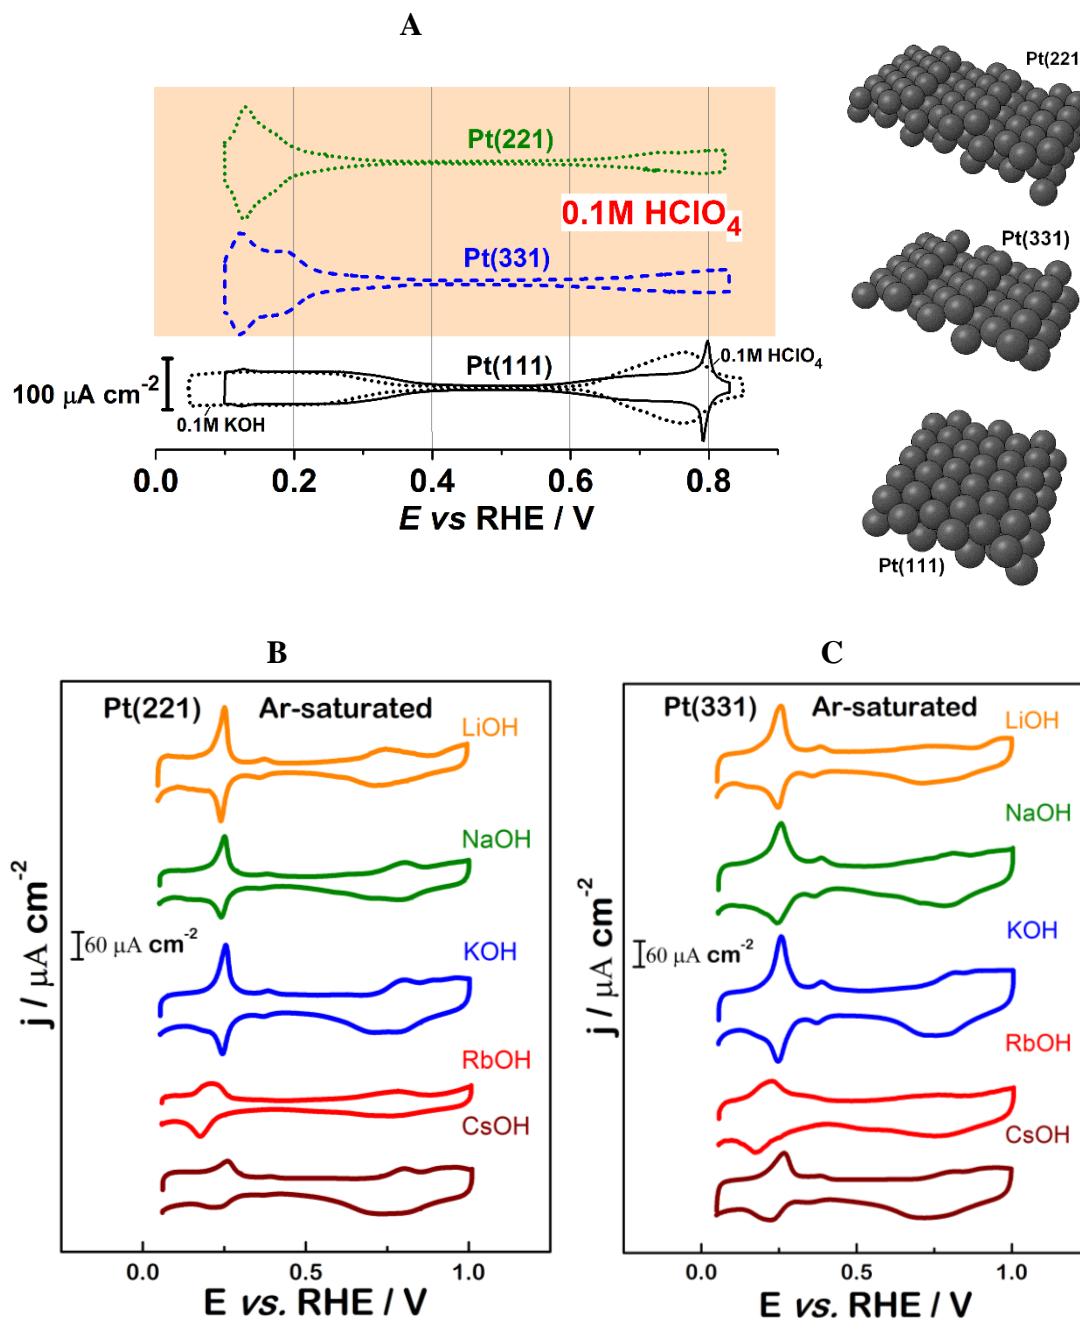 A
Pt(221)
0.1M HClO4
Pt(331)
Pt(111)
0.1M HClO4
100 μA cm-2
0.1M KOH
0.0 0.2 0.4 0.6 0.8
E vs RHE / V
Pt(221
Pt(331)
Pt(111)
B
Pt(221) Ar-saturated
LiOH
NaOH
60 μA cm-2
KOH
RbOH
CsOH
j / μA cm-2
0.0 0.5 1.0
E vs. RHE / V
C
Pt(331) Ar-saturated
LiOH
NaOH
60 μA cm-2
KOH
RbOH
CsOH
j / μA cm-2
0.0 0.5 1.0
E vs. RHE / V